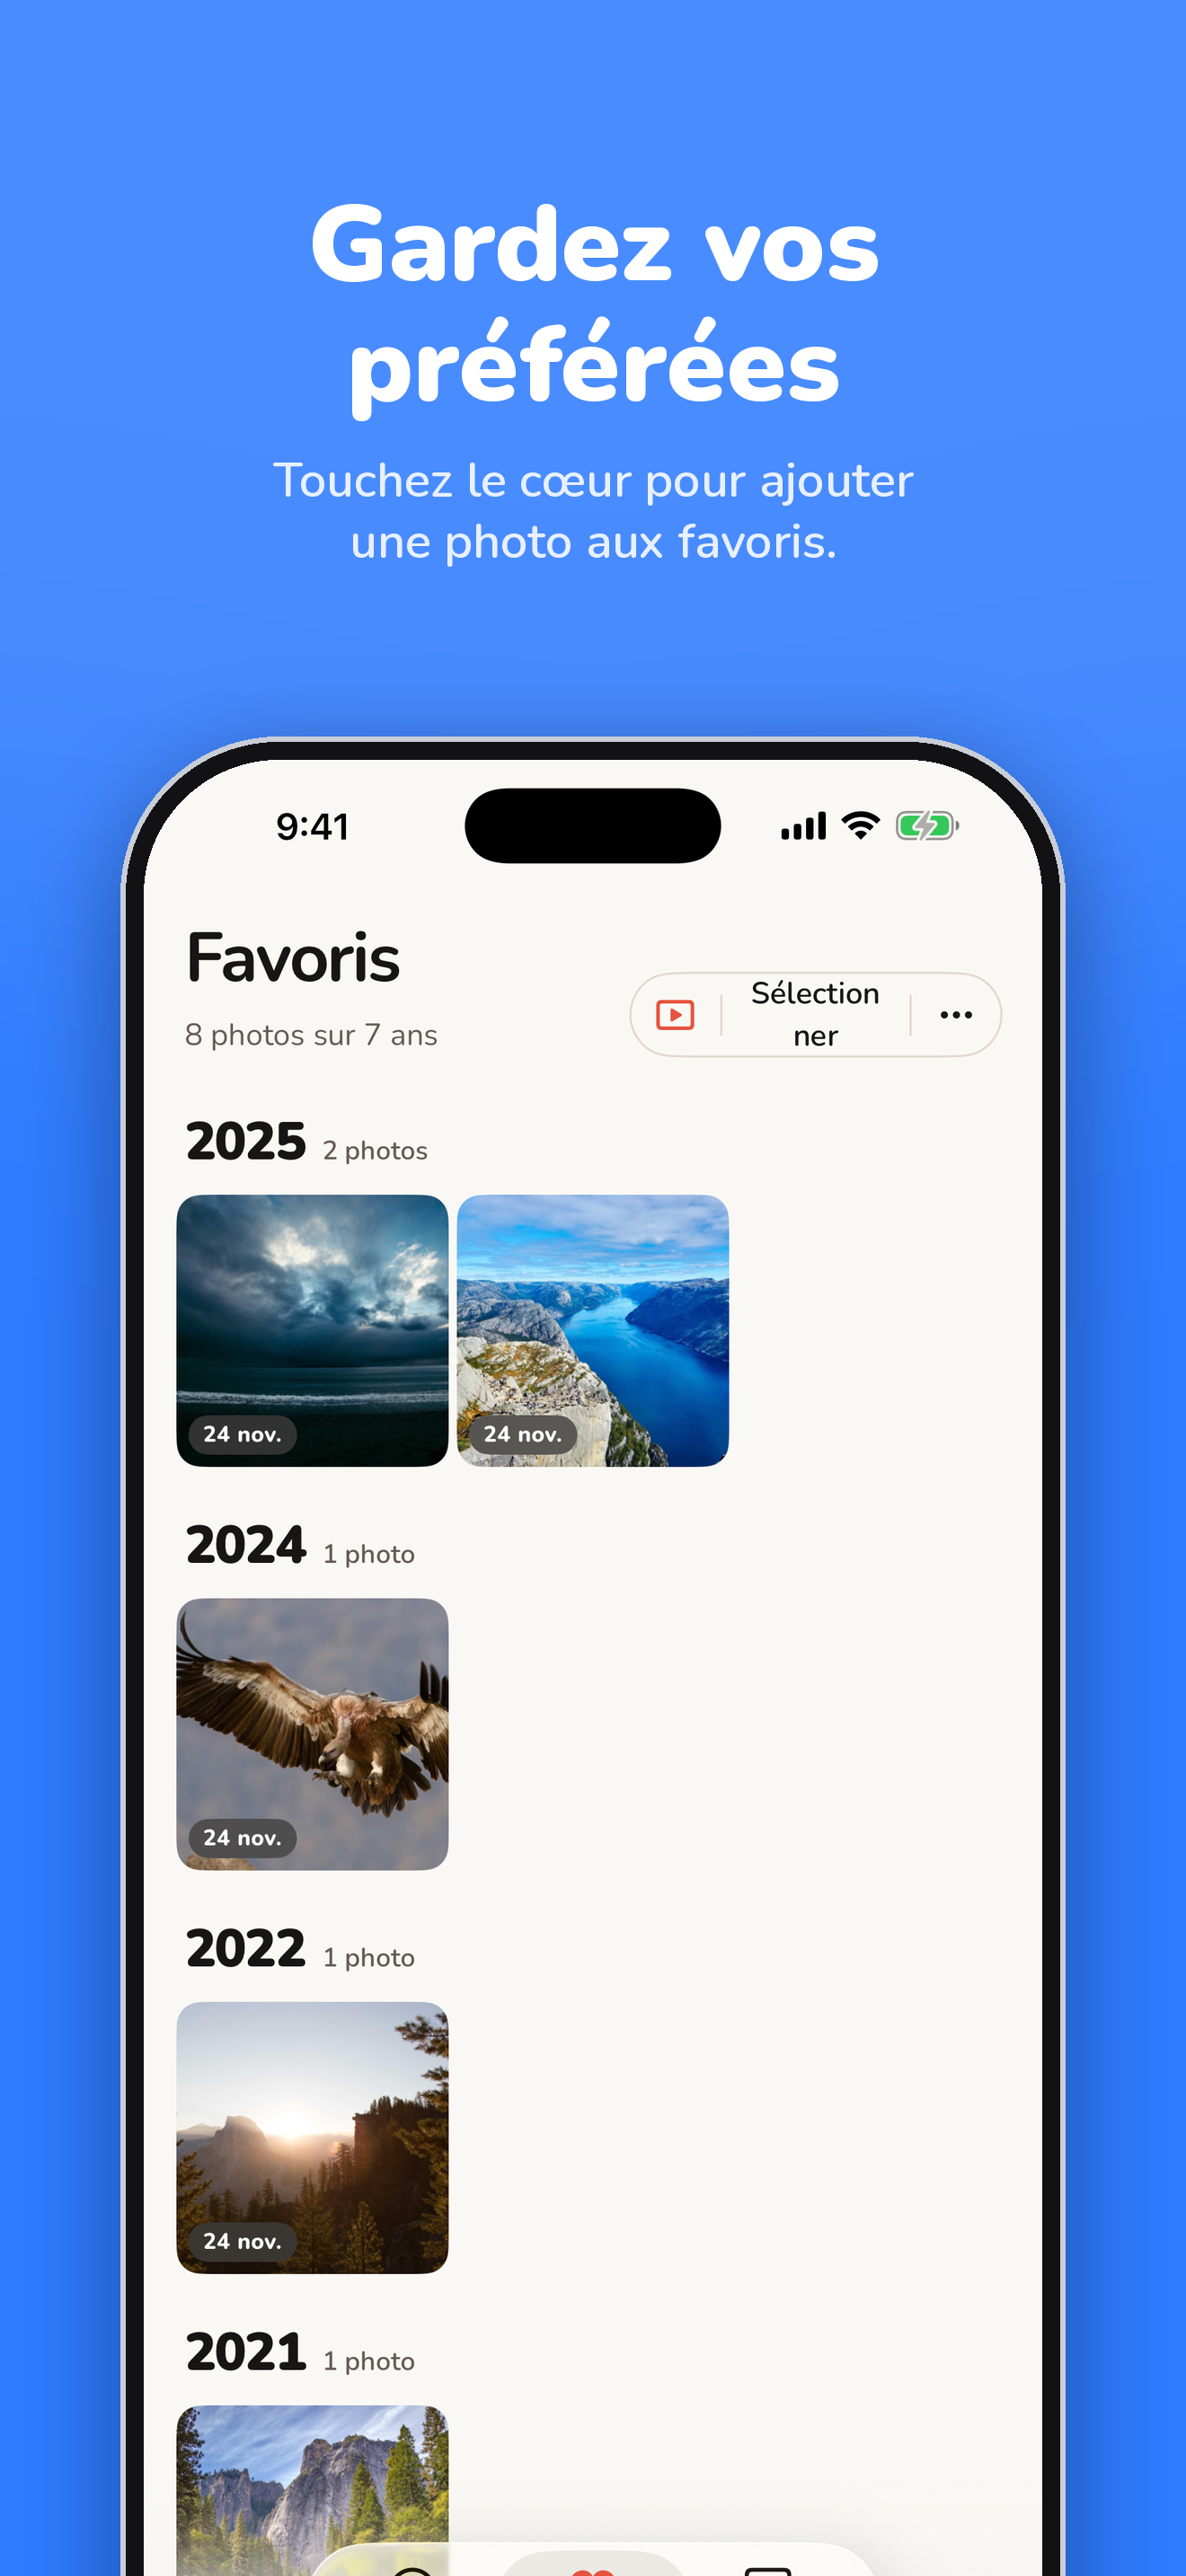 Gardez vos
préférées
Touchez le cœur pour ajouter
une photo aux favoris.
9:41
Favoris
8 photos sur 7 ans
Sélection
ner
2025 2 photos
24 nov.
24 nov.
2024 1 photo
24 nov.
2022 1 photo
24 nov.
2021 1 photo